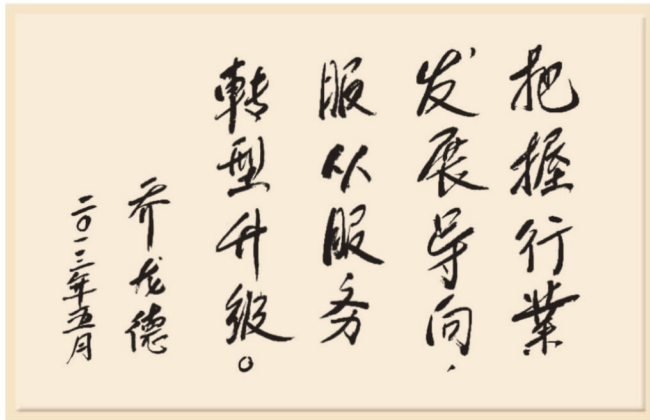 把握行業
发展导向，
服从服务
轉型升级。
乔龙德
二〇一三年五月